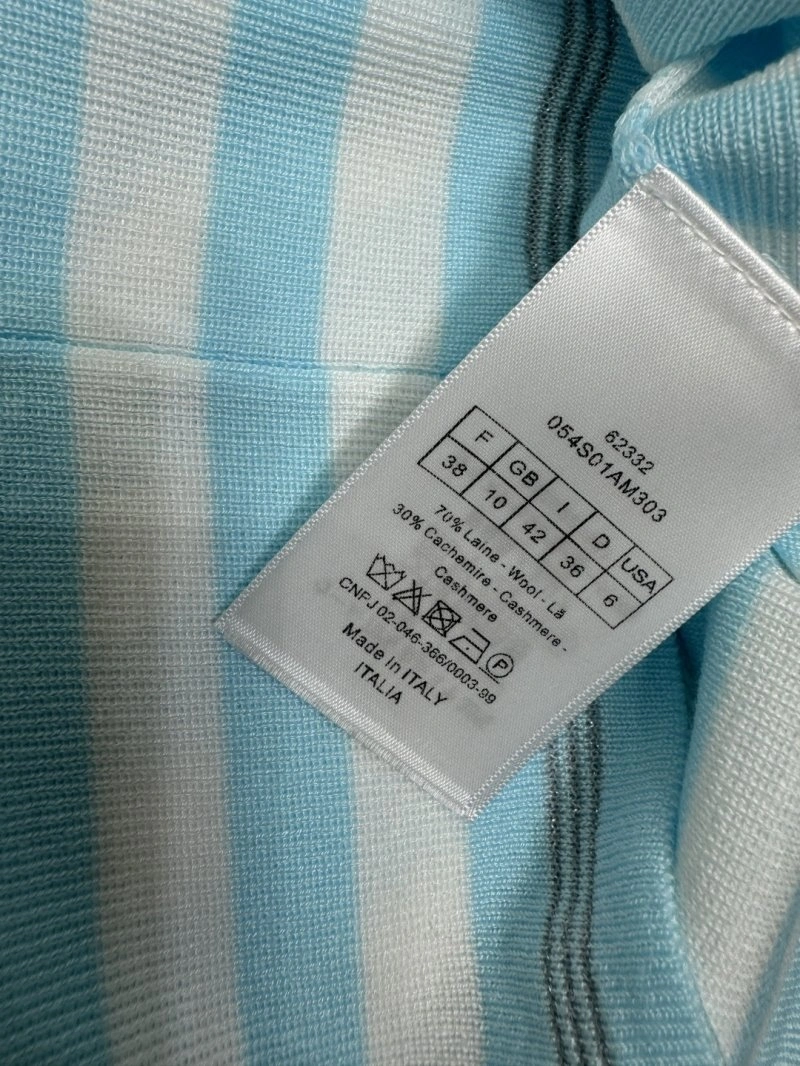 62332
054S01AM303
F GB I D USA
38 10 42 36 6
70% Laine - Wool - Lã
30% Cachemire - Cashmere -
Cashmere
P
CNPJ 02-046-366/0003-99
Made in ITALY
ITALIA